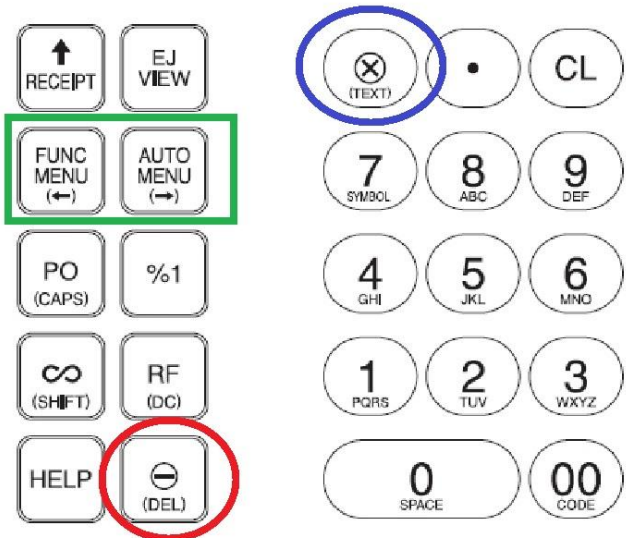 RECEIPT
EJ
VIEW
⊗
(TEXT)
•
CL
FUNC
MENU
(←)
AUTO
MENU
(→)
7
SYMBOL
8
ABC
9
DEF
PO
(CAPS)
%1
4
GHI
5
JKL
6
MNO
∞
(SHIFT)
RF
(DC)
1
PQRS
2
TUV
3
WXYZ
HELP
⊖
(DEL)
0
SPACE
00
CODE